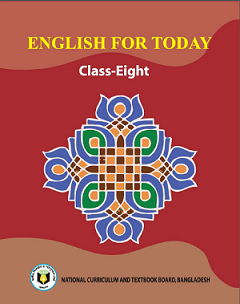 ENGLISH FOR TODAY
Class-Eight
NATIONAL CURRICULUM AND TEXTBOOK BOARD, BANGLADESH